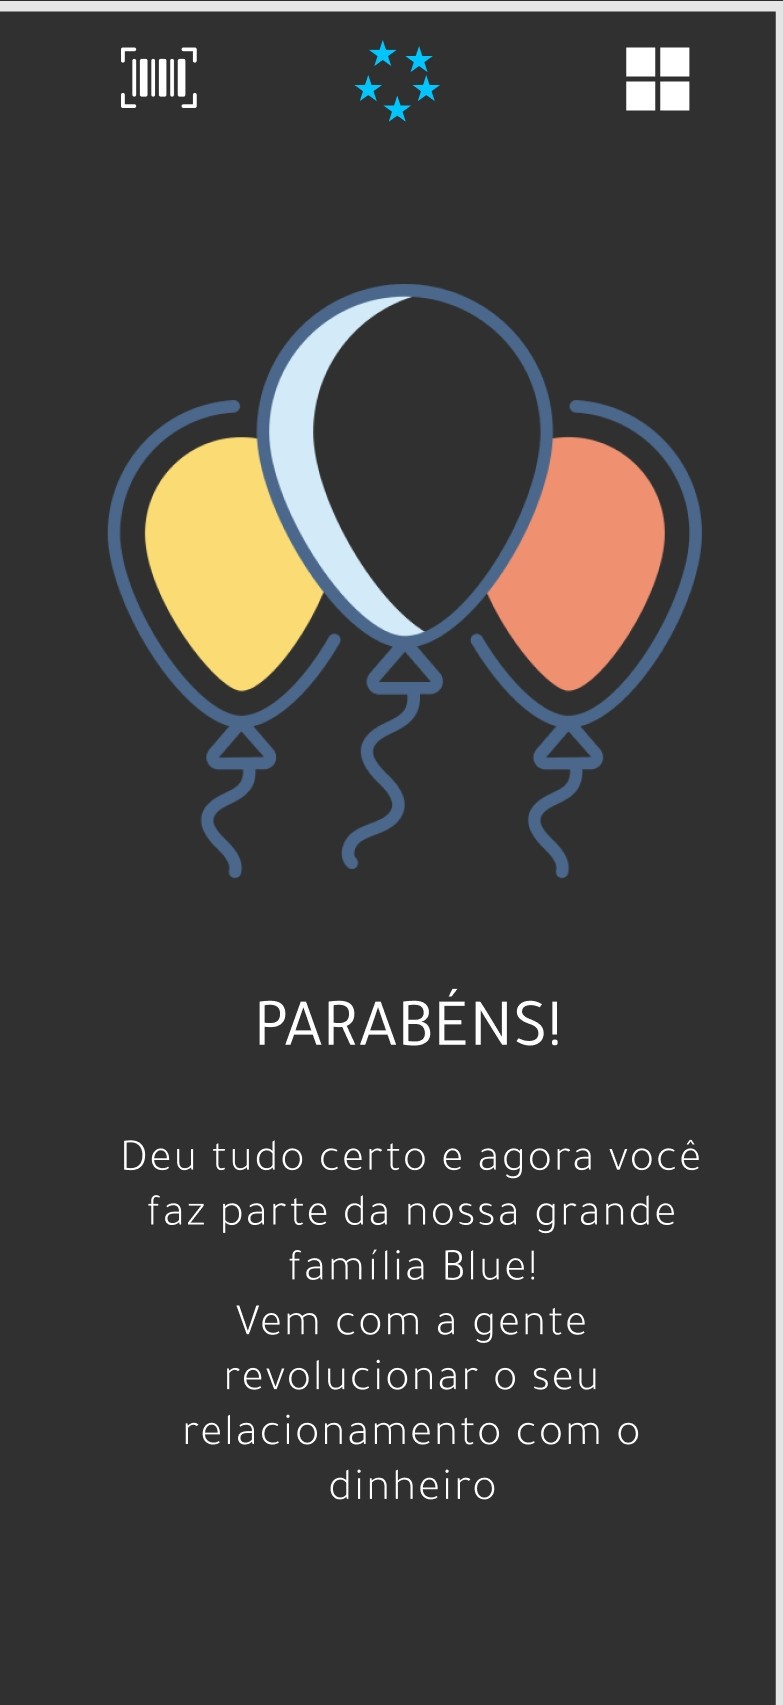 PARABÉNS!
Deu tudo certo e agora você
faz parte da nossa grande
família Blue!
Vem com a gente
revolucionar o seu
relacionamento com o
dinheiro